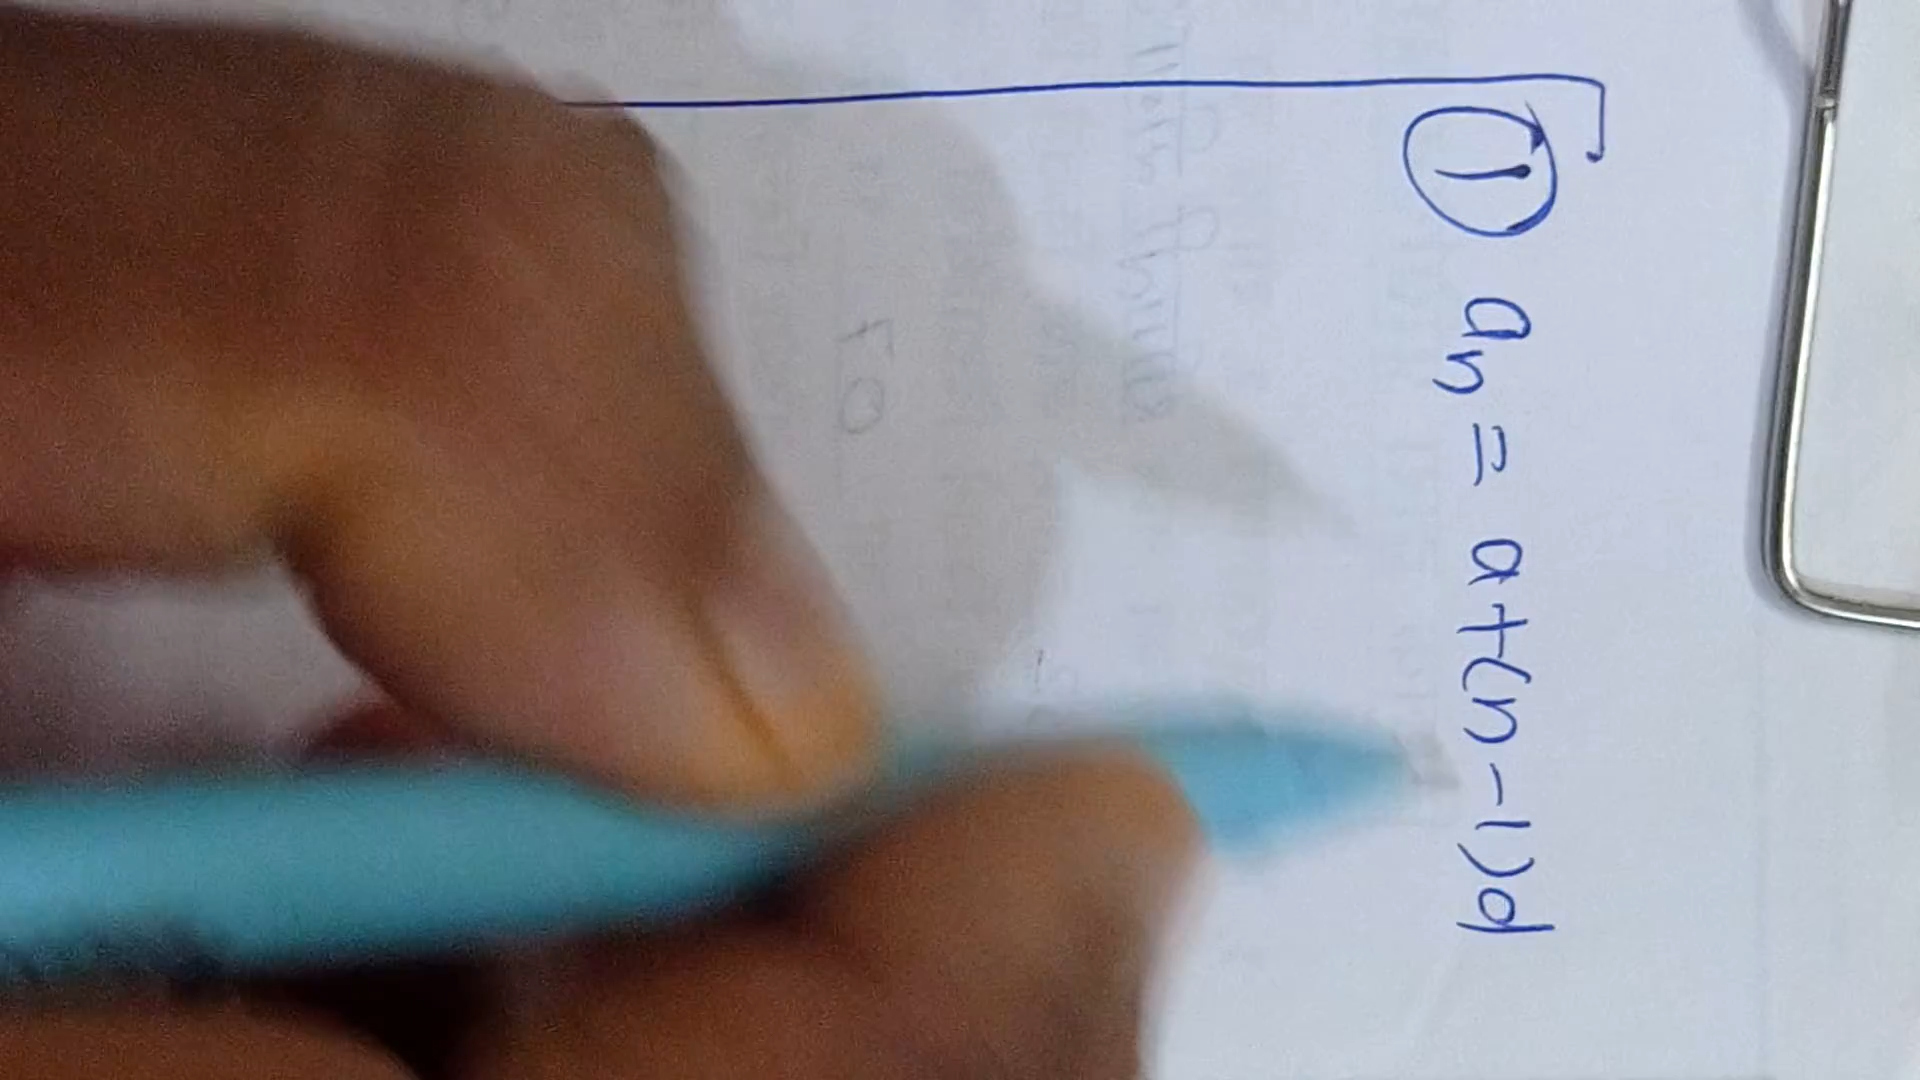 ① aₙ = a+(n-1)d